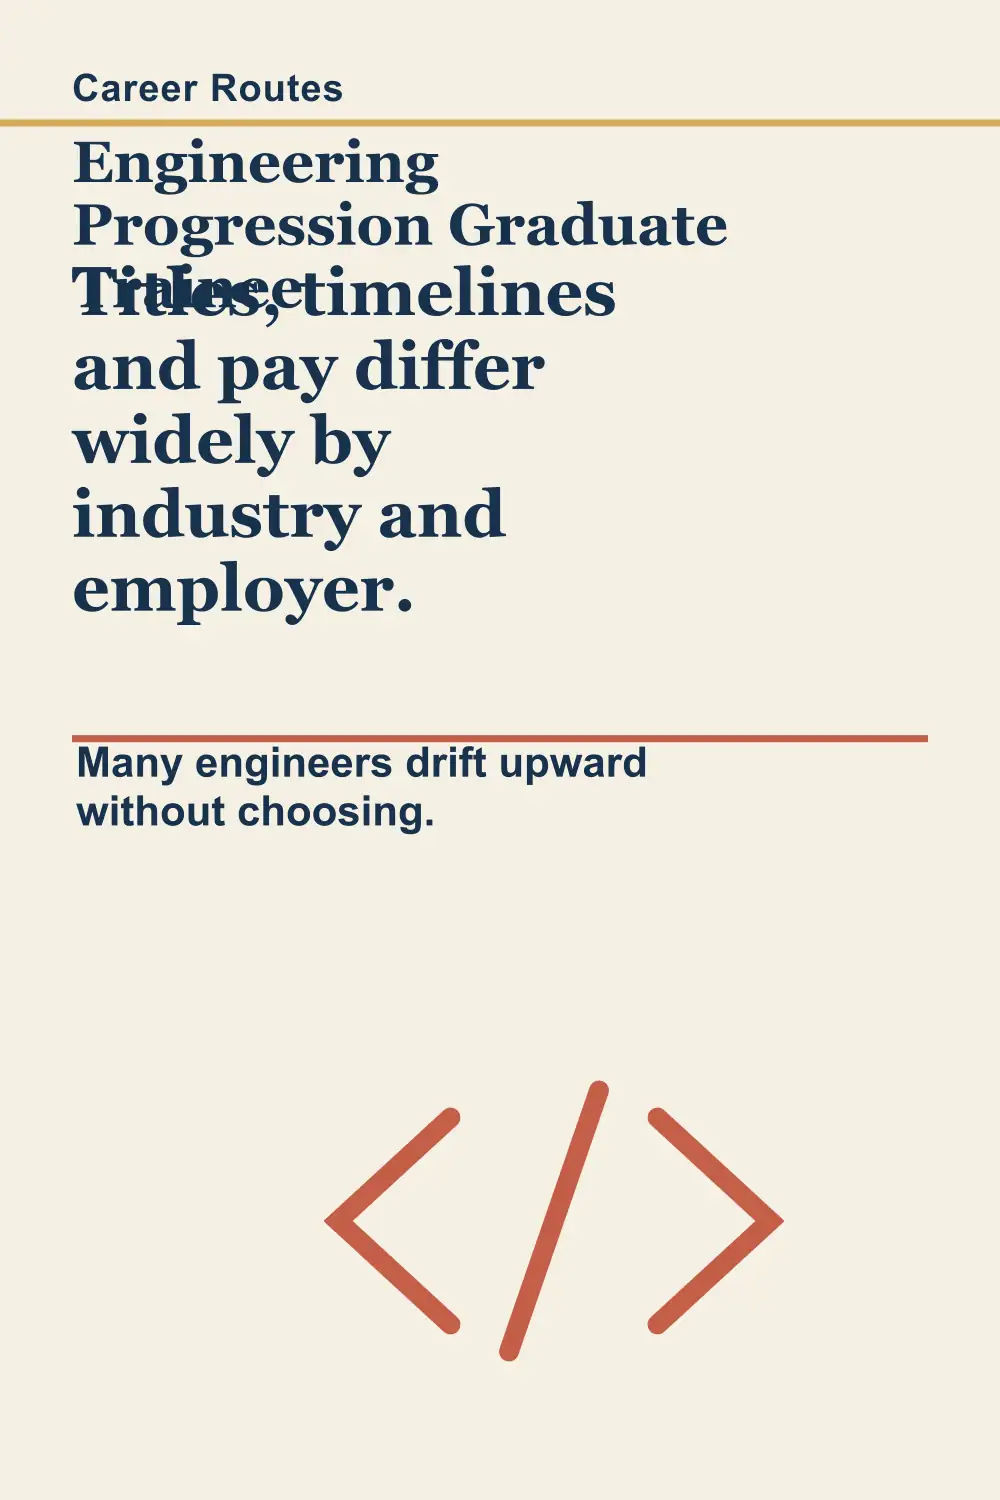 Career Routes
Engineering
Progression Graduate
Trainee
Titles, timelines
and pay differ
widely by
industry and
employer.
Many engineers drift upward
without choosing.
</>